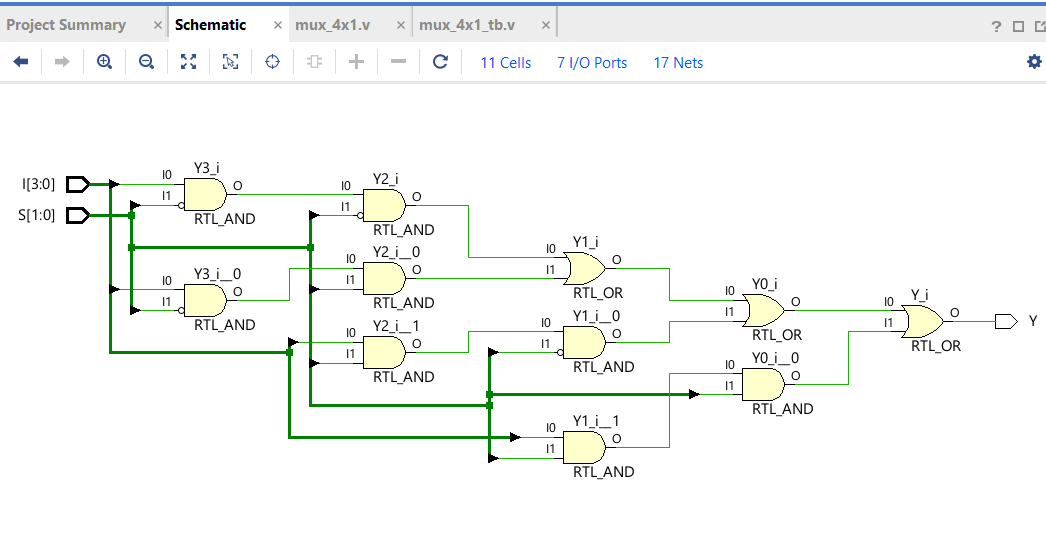 Project Summary × Schematic × mux_4x1.v × mux_4x1_tb.v × ?
11 Cells 7 I/O Ports 17 Nets
I[3:0]
S[1:0]
Y3_i
I0
I1
O
RTL_AND
Y2_i
I0
I1
O
RTL_AND
Y3_i__0
I0
I1
O
RTL_AND
Y2_i__0
I0
I1
O
RTL_AND
Y2_i__1
I0
I1
O
RTL_AND
Y1_i
I0
I1
O
RTL_OR
Y1_i__0
I0
I1
O
RTL_AND
Y1_i__1
I0
I1
O
RTL_AND
Y0_i
I0
I1
O
RTL_OR
Y0_i__0
I0
I1
O
RTL_AND
Y_i
I0
I1
O
RTL_OR
Y